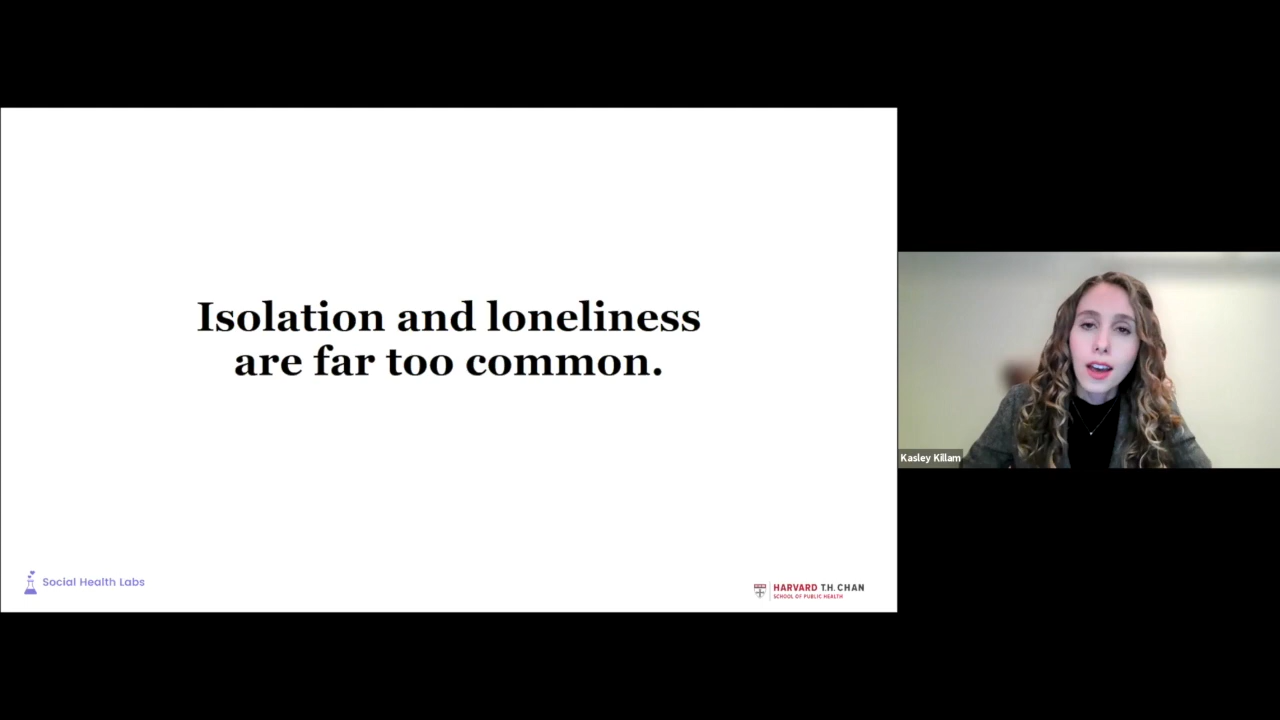 Isolation and loneliness
are far too common.
Kasley Killam
Social Health Labs
HARVARD T.H. CHAN
SCHOOL OF PUBLIC HEALTH